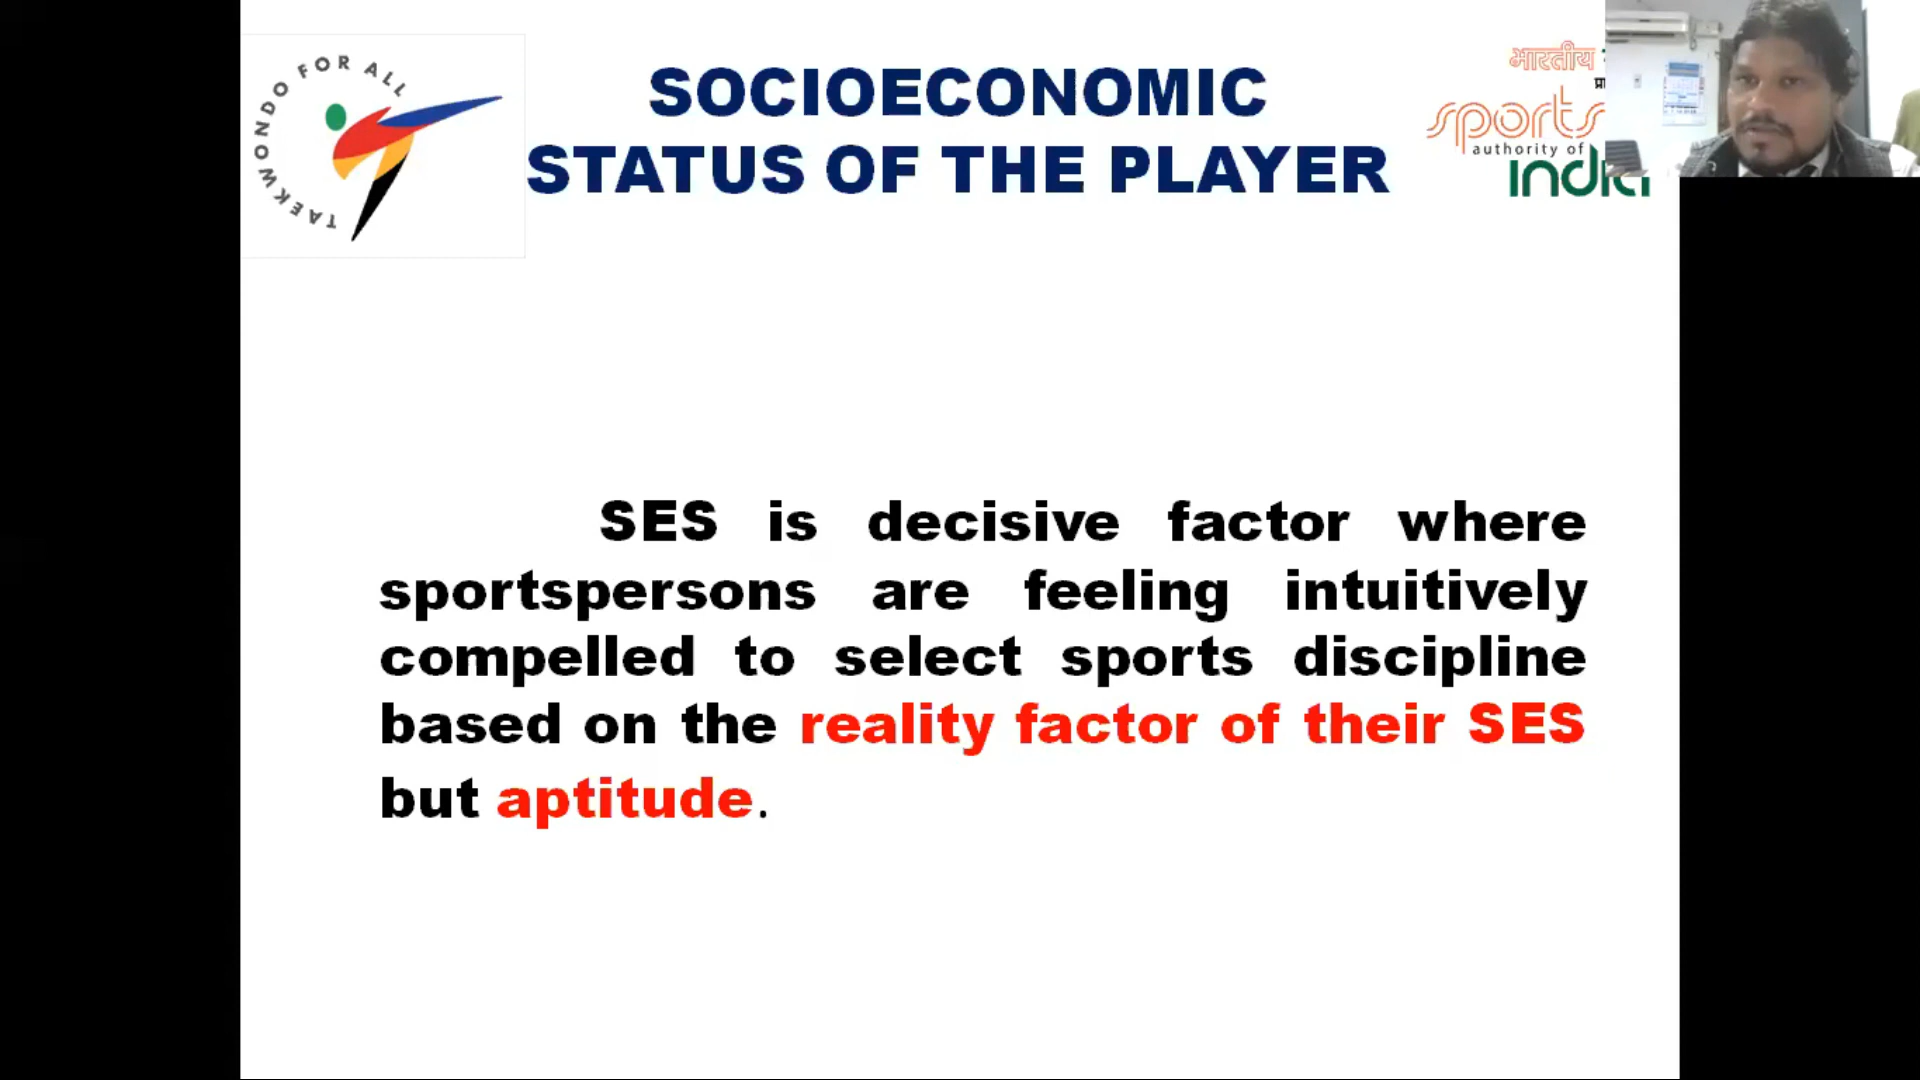 TAEKWONDO FOR ALL
SOCIOECONOMIC
STATUS OF THE PLAYER
भारतीय
sports
authority of
india
SES is decisive factor where
sportspersons are feeling intuitively
compelled to select sports discipline
based on the reality factor of their SES
but aptitude.